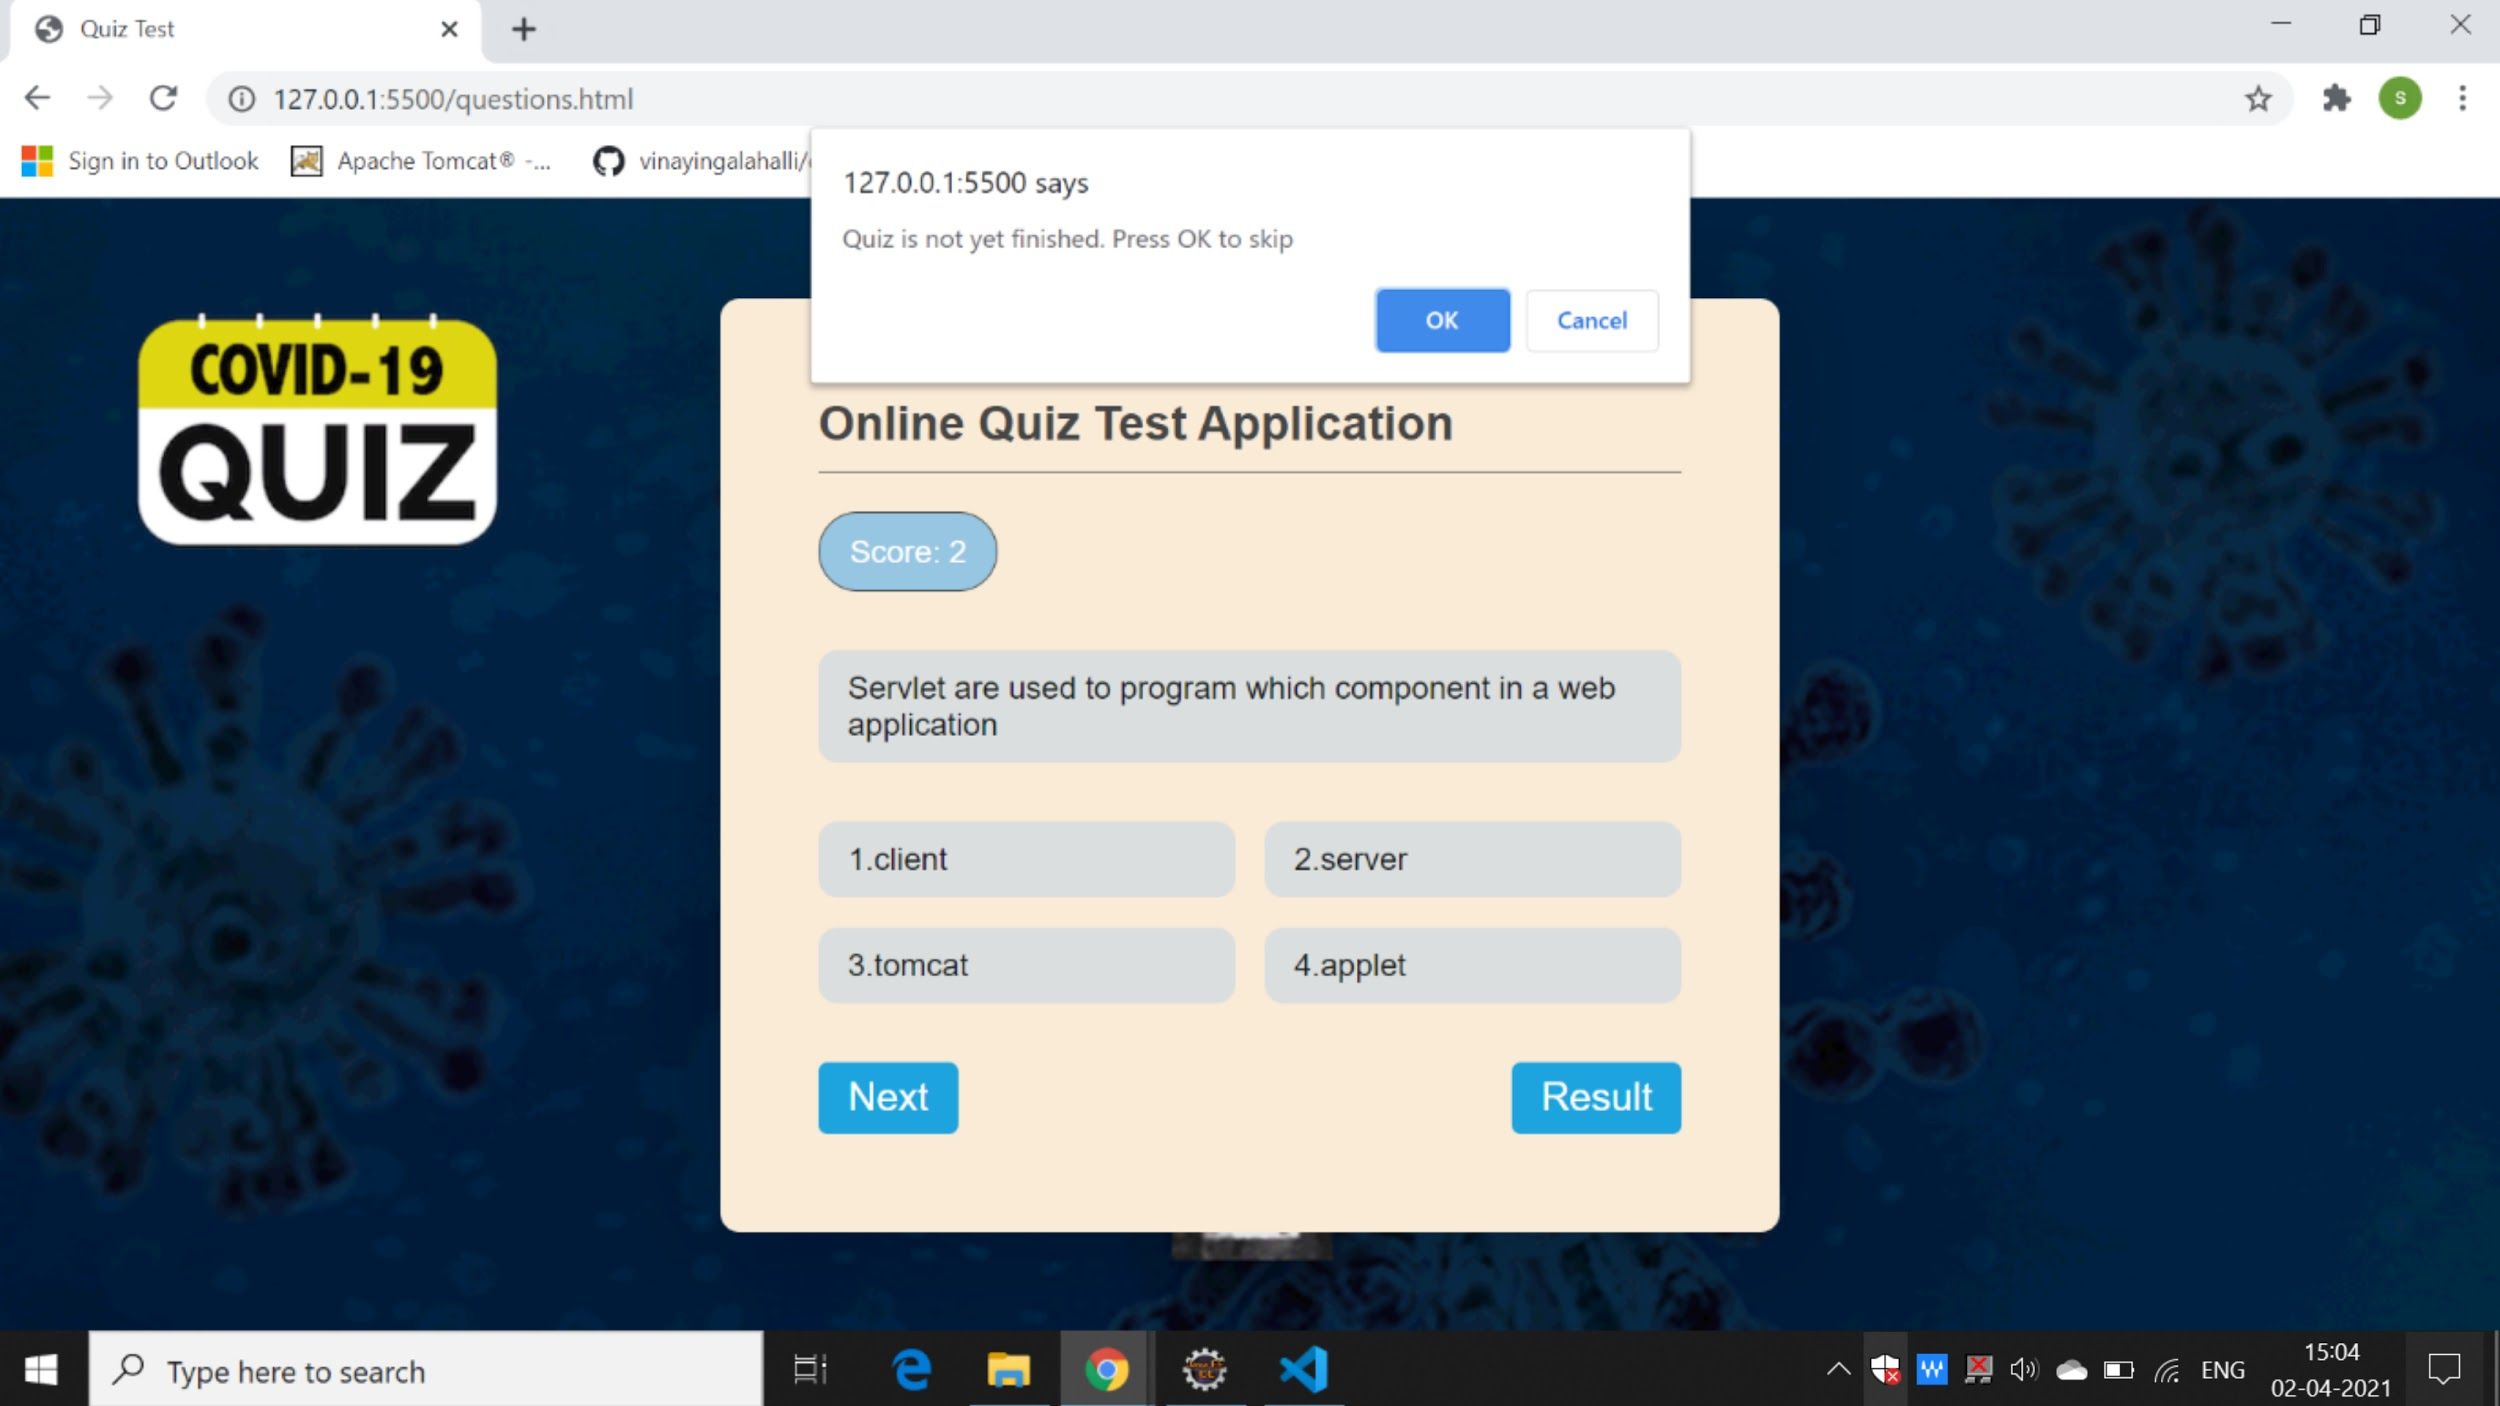 Quiz Test
127.0.0.1:5500/questions.html
S
Sign in to Outlook
Apache Tomcat® -...
vinayingalahalli/
127.0.0.1:5500 says
Quiz is not yet finished. Press OK to skip
OK
Cancel
COVID-19
QUIZ
Online Quiz Test Application
Score: 2
Servlet are used to program which component in a web
application
1.client
2.server
3.tomcat
4.applet
Next
Result
Type here to search
ENG
15:04
02-04-2021